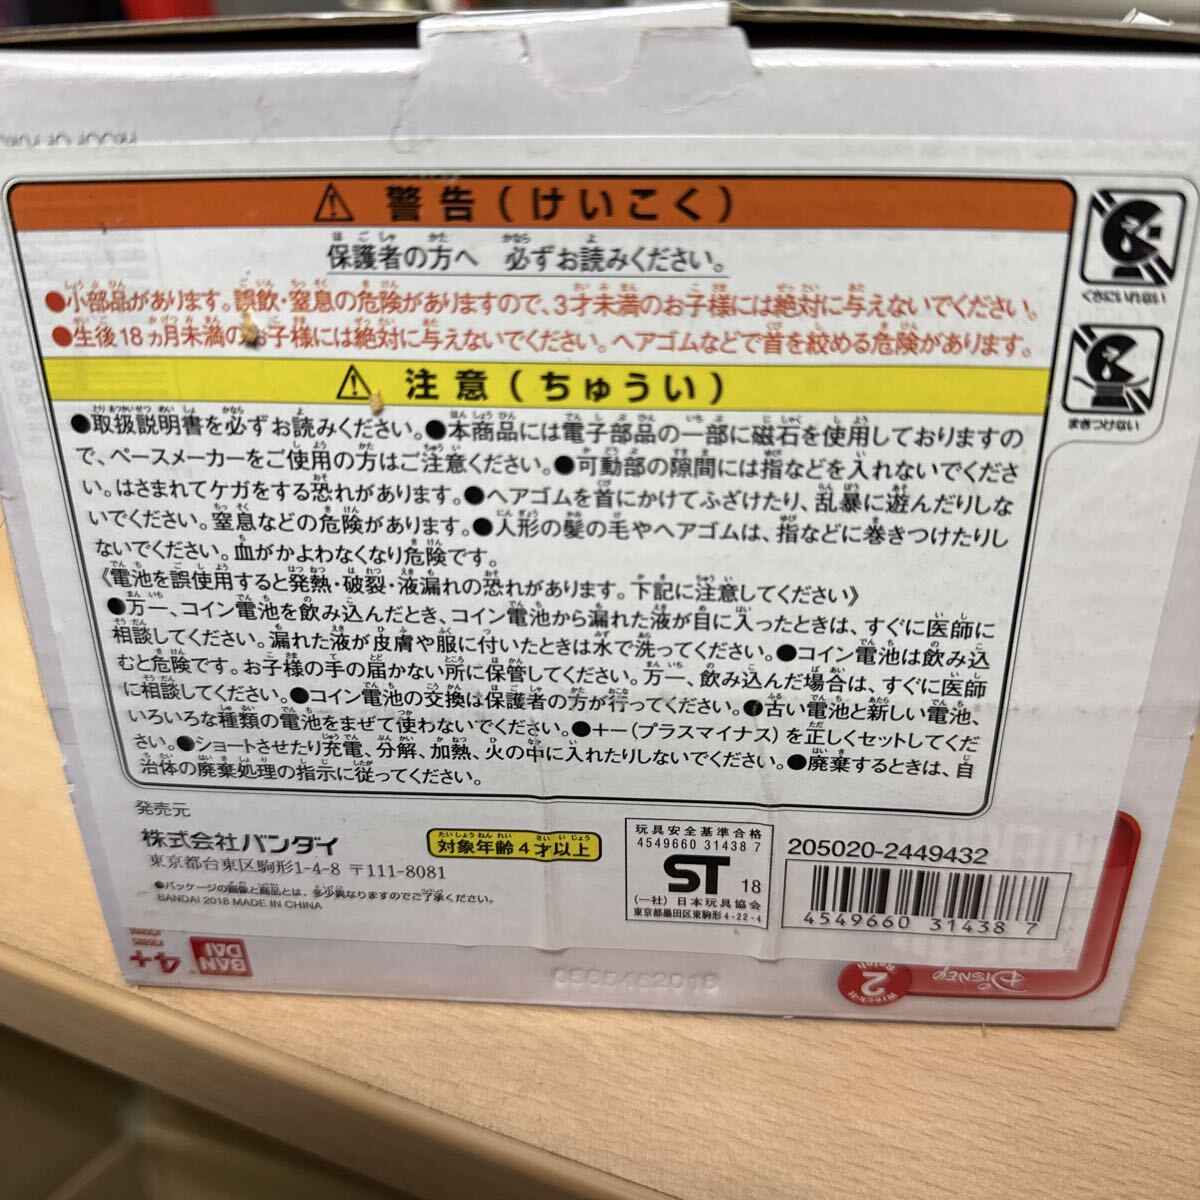 警告(けいこく)
保護者の方へ 必ずお読みください。
●小部品があります。誤飲・窒息の危険がありますので、3才未満のお子様には絶対に与えないでください。
●生後18ヵ月未満のお子様には絶対に与えないでください。ヘアゴムなどで首を絞める危険があります。
注意(ちゅうい)
●取扱説明書を必ずお読みください。●本商品には電子部品の一部に磁石を使用しておりますの
で、ペースメーカーをご使用の方はご注意ください。●可動部の隙間には指などを入れないでくださ
い。はさまれてケガをする恐れがあります。●ヘアゴムを首にかけてふざけたり、乱暴に遊んだりしな
いでください。窒息などの危険があります。●人形の髪の毛やヘアゴムは、指などに巻きつけたりし
ないでください。血がかよわなくなり危険です。
《電池を誤使用すると発熱・破裂・液漏れの恐れがあります。下記に注意してください》
●万一、コイン電池を飲み込んだとき、コイン電池から漏れた液が目に入ったときは、すぐに医師に
相談してください。漏れた液が皮膚や服に付いたときは水で洗ってください。●コイン電池は飲み込
むと危険です。お子様の手の届かない所に保管してください。万一、飲み込んだ場合は、すぐに医師
に相談してください。●コイン電池の交換は保護者の方が行ってください。●古い電池と新しい電池、
いろいろな種類の電池をまぜて使わないでください。●+−(プラスマイナス)を正しくセットしてくだ
さい。●ショートさせたり充電、分解、加熱、火の中に入れたりしないでください。●廃棄するときは、自
治体の廃棄処理の指示に従ってください。
くちにいれない
まきつけない
発売元
株式会社バンダイ
東京都台東区駒形1-4-8 〒111-8081
●パッケージの画像と商品とは、多少異なりますのでご了承ください。
BANDAI 2018 MADE IN CHINA
対象年齢4才以上
玩具安全基準合格
4549660 31438 7
ST 18
(一社)日本玩具協会
東京都墨田区東駒形4-22-4
205020-2449432
4549660 31438 7
4+
BAN
DAI
0565462018
2
Wreck-It
Ralph
Disney